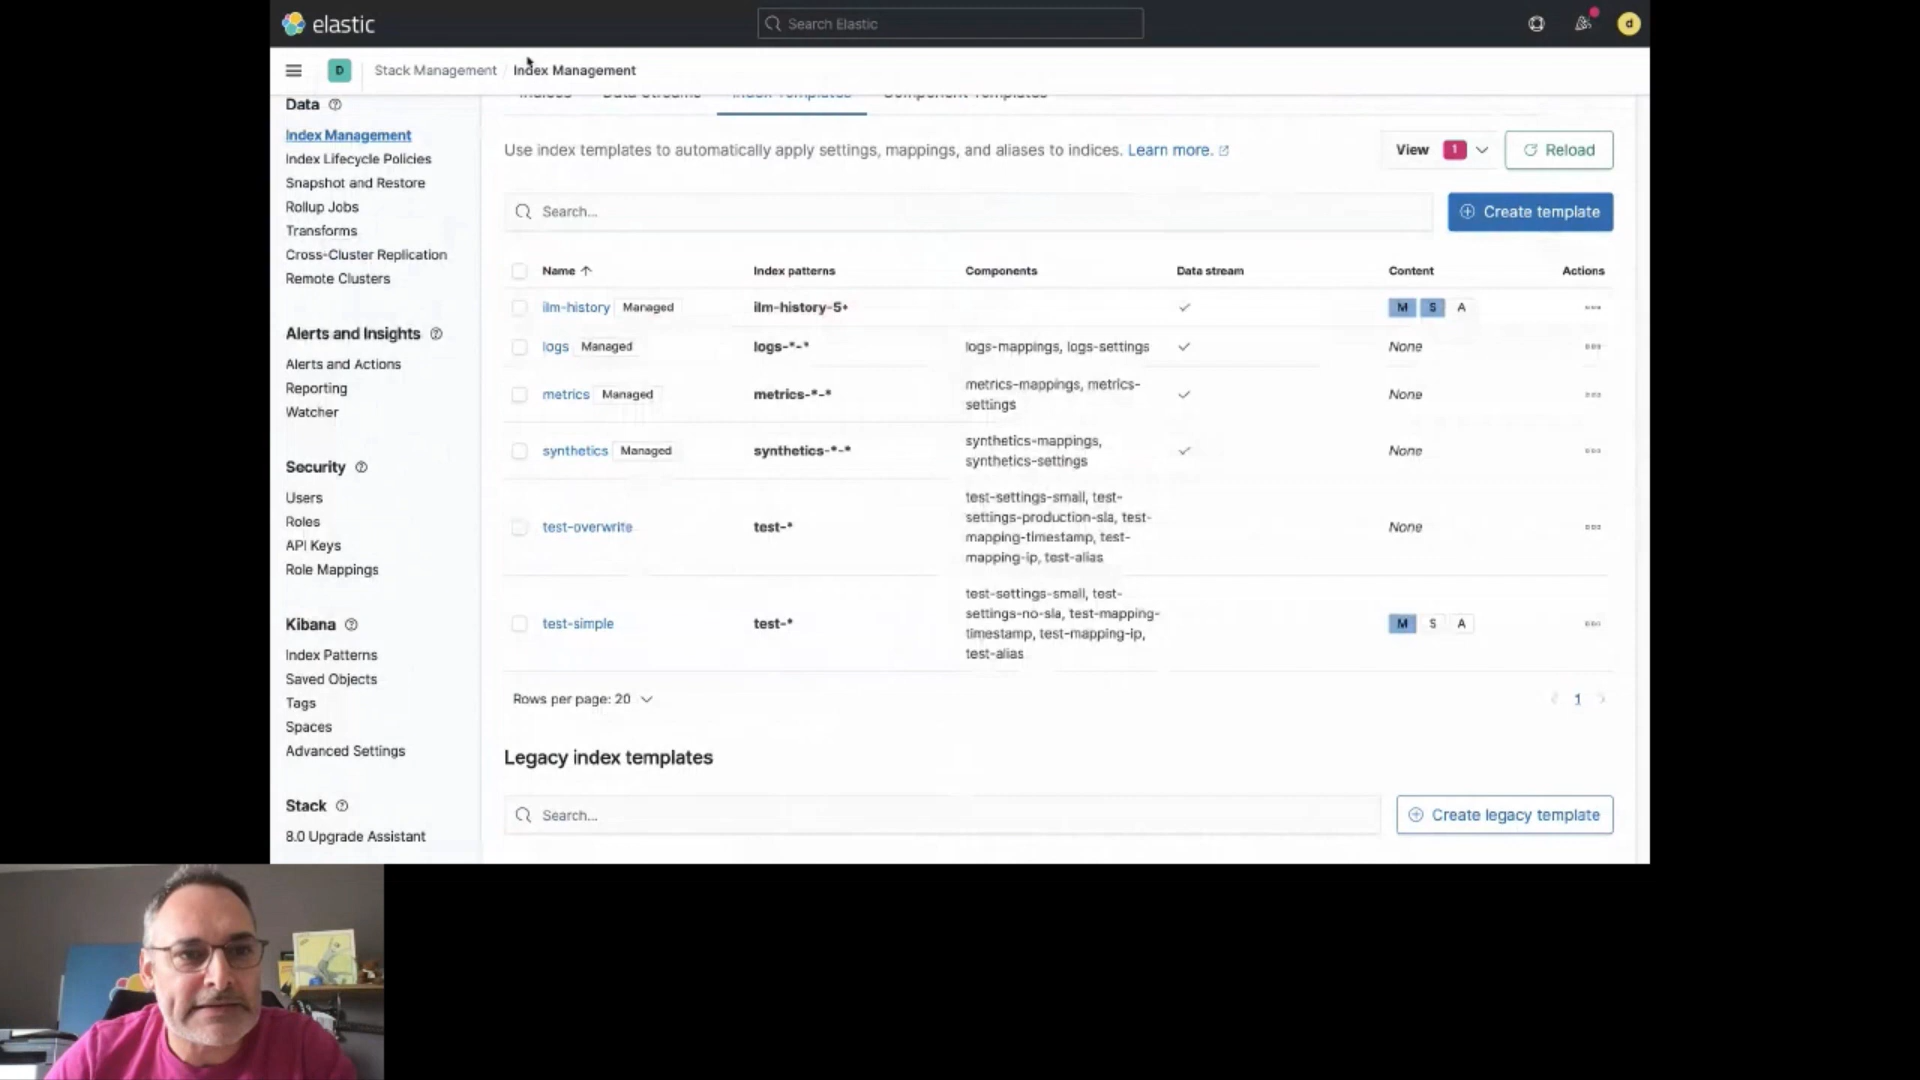 elastic
Search Elastic
d
D
Stack Management / Index Management
Indices Data Streams Index Templates Component Templates
Data
Index Management
Index Lifecycle Policies
Snapshot and Restore
Rollup Jobs
Transforms
Cross-Cluster Replication
Remote Clusters
Alerts and Insights
Alerts and Actions
Reporting
Watcher
Security
Users
Roles
API Keys
Role Mappings
Kibana
Index Patterns
Saved Objects
Tags
Spaces
Advanced Settings
Stack
8.0 Upgrade Assistant
Use index templates to automatically apply settings, mappings, and aliases to indices. Learn more.
View 1
Reload
Search...
Create template
Name Index patterns Components Data stream Content Actions
ilm-history Managed ilm-history-5* M S A
logs Managed logs-*-* logs-mappings, logs-settings None
metrics Managed metrics-*-* metrics-mappings, metrics-
settings None
synthetics Managed synthetics-*-* synthetics-mappings,
synthetics-settings None
test-settings-small, test-
settings-production-sla, test-
test-overwrite test-* None
mapping-timestamp, test-
mapping-ip, test-alias
test-settings-small, test-
settings-no-sla, test-mapping-
test-simple test-* M S A
timestamp, test-mapping-ip,
test-alias
Rows per page: 20
1
Legacy index templates
Search...
Create legacy template